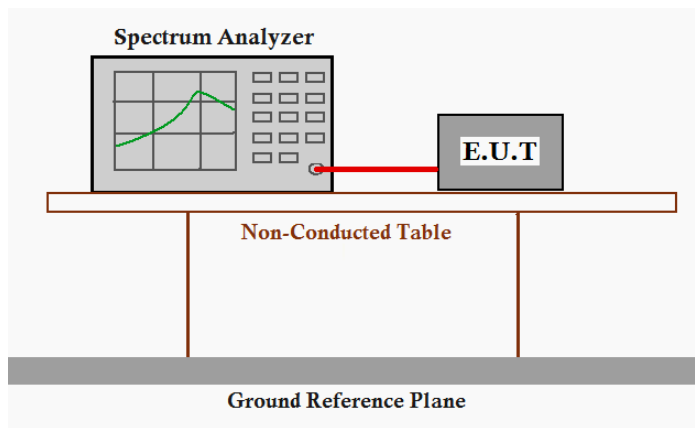 Spectrum Analyzer
E.U.T
Non-Conducted Table
Ground Reference Plane